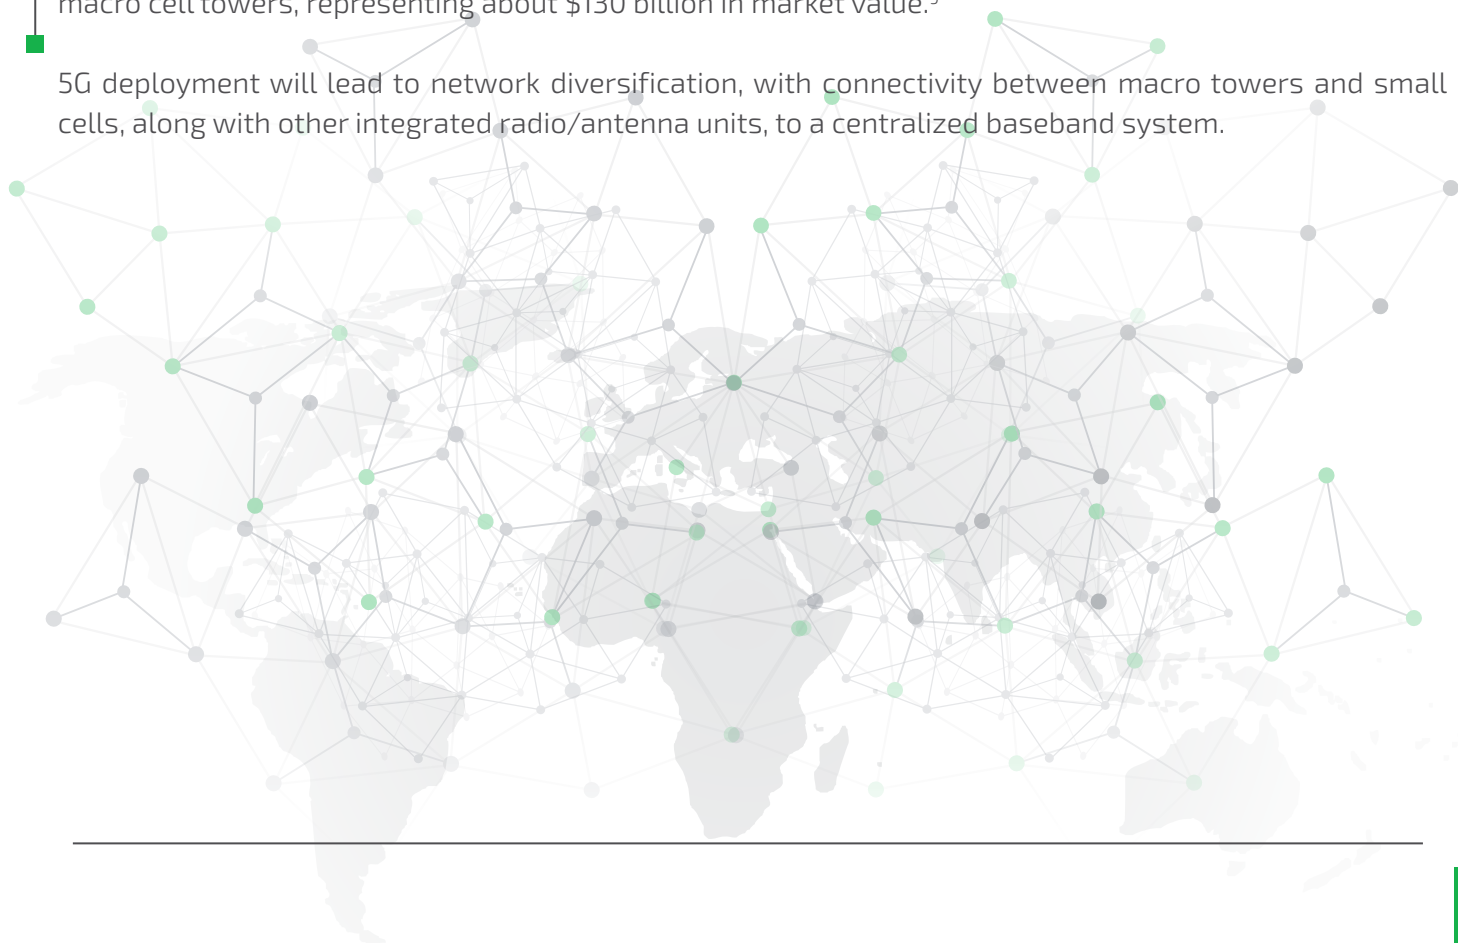 macro cell towers, representing about $130 billion in market value.
5G deployment will lead to network diversification, with connectivity between macro towers and small
cells, along with other integrated radio/antenna units, to a centralized baseband system.